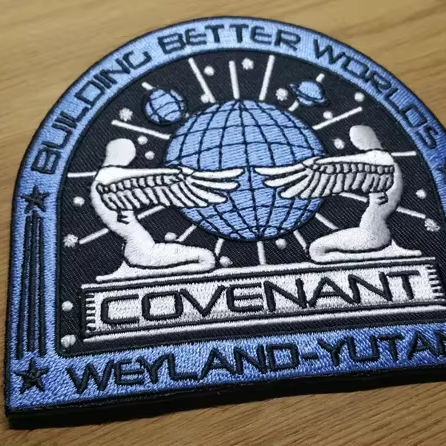 BUILDING BETTER WORLDS
COVENANT
WEYLAND-YUTA